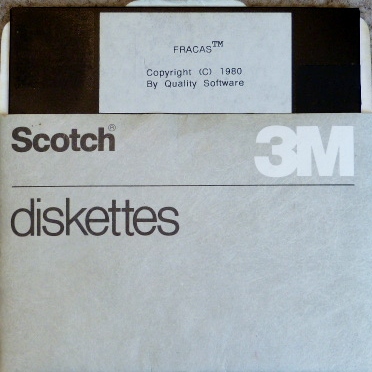 FRACAS™
Copyright (C) 1980
By Quality Software
Scotch® 3M
diskettes